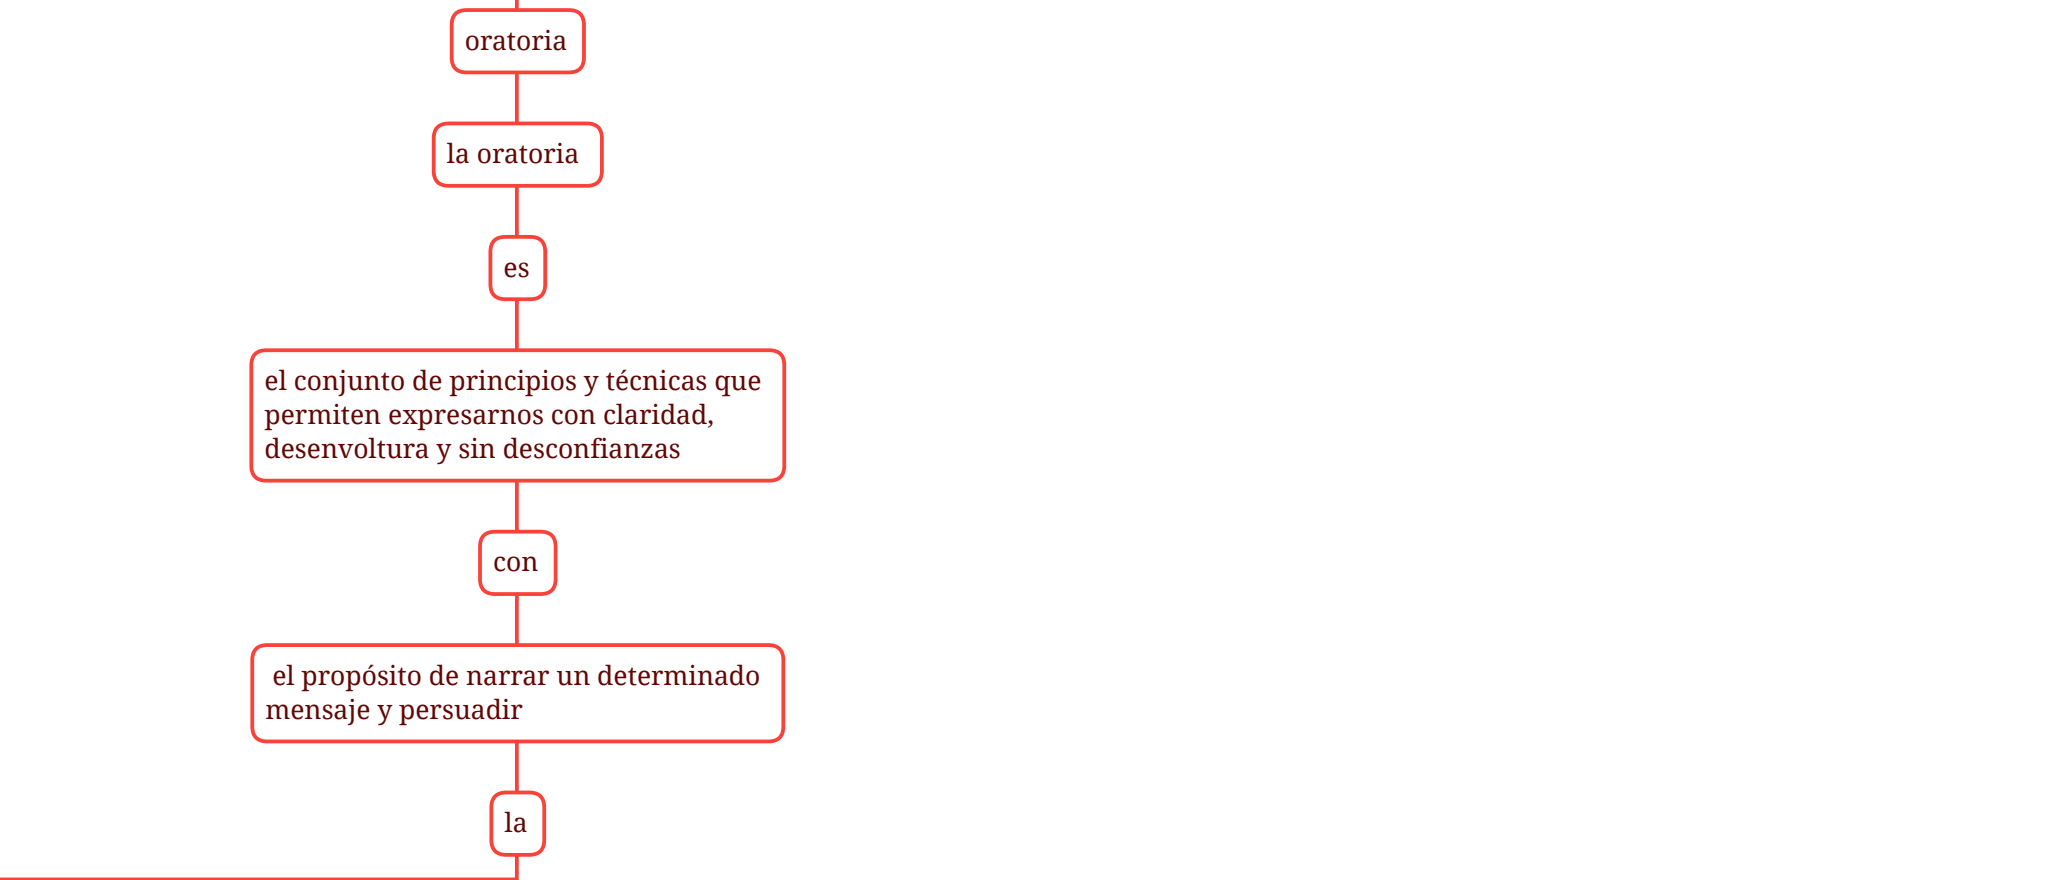 oratoria
la oratoria
es
el conjunto de principios y técnicas que
permiten expresarnos con claridad,
desenvoltura y sin desconfianzas
con
el propósito de narrar un determinado
mensaje y persuadir
la